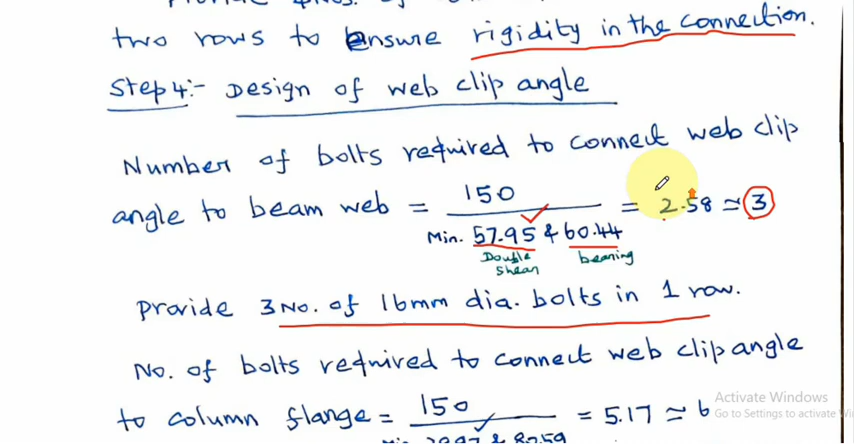 two rows to Ensure rigidity in the connection.
Step 4:- Design of web clip angle
Number of bolts required to connect web clip
angle to beam web = 150 / Min. 57.95 & 60.44 = 2.58 ≃ 3
Double shear bearing
Provide 3 No. of 16mm dia. bolts in 1 row.
No. of bolts required to connect web clip angle
to column flange = 150 = 5.17 ≃ 6
Activate Windows
Go to Settings to activate Win